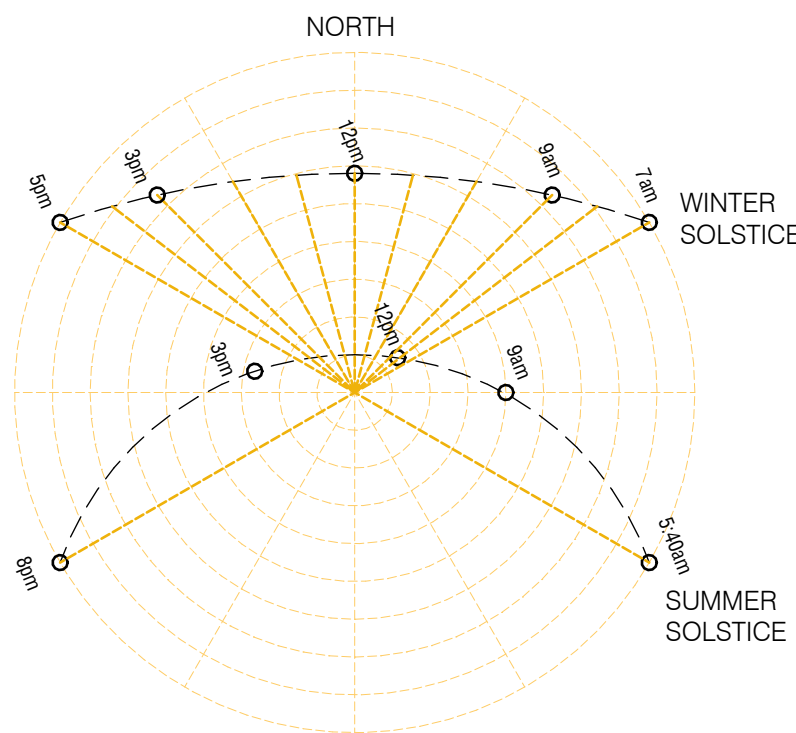 NORTH
12pm
3pm
9am
5pm
7am
WINTER
SOLSTICE
12pm
3pm
9am
5:40am
8pm
SUMMER
SOLSTICE